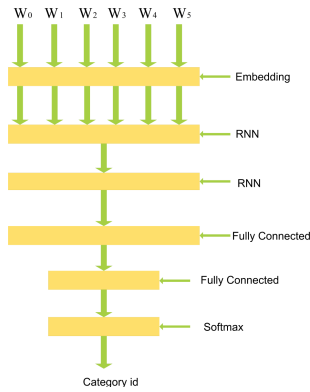 W0 W1 W2 W3 W4 W5
Embedding
RNN
RNN
Fully Connected
Fully Connected
Softmax
Category id